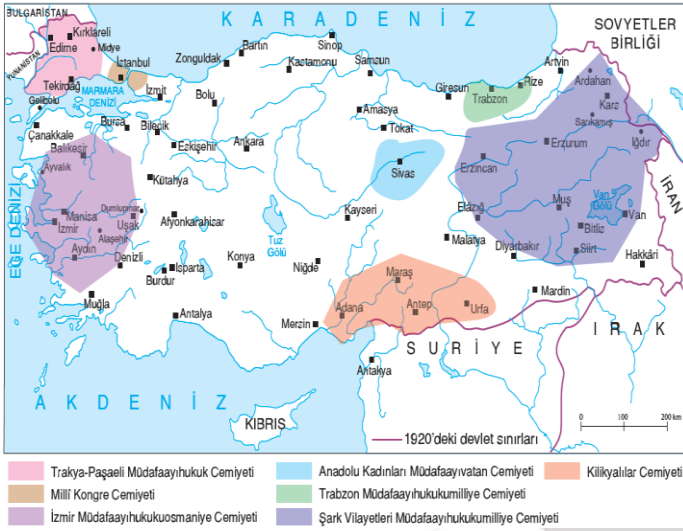 BULGARİSTAN
KARADENİZ
SOVYETLER
BİRLİĞİ
YUNANİSTAN
Kırklareli
Edirne
Midye
İstanbul
Tekirdağ
MARMARA
DENİZİ
Gelibolu
İzmit
Zonguldak
Bartın
Sinop
Kastamonu
Samsun
Bolu
Giresun
Trabzon
Rize
Artvin
Ardahan
Kars
Sarıkamış
Iğdır
Çanakkale
Bursa
Bilecik
Amasya
Tokat
Balıkesir
Eskişehir
Ankara
Sivas
Erzurum
Erzincan
Ayvalık
Kütahya
İRAN
EGE DENİZİ
Manisa
İzmir
Dumlupınar
Uşak
Alaşehir
Afyonkarahisar
Kayseri
Elazığ
Muş
Van
Gölü
Van
Bitlis
Tuz
Gölü
Aydın
Denizli
Isparta
Burdur
Konya
Niğde
Malatya
Diyarbakır
Siirt
Hakkâri
Maraş
Muğla
Antalya
Mersin
Adana
Antep
Urfa
Mardin
SURİYE
IRAK
Antakya
AKDENİZ
KIBRIS
1920'deki devlet sınırları
0 100 200 km
Trakya-Paşaeli Müdafaayıhukuk Cemiyeti
Anadolu Kadınları Müdafaayıvatan Cemiyeti
Kilikyalılar Cemiyeti
Millî Kongre Cemiyeti
Trabzon Müdafaayıhukukumilliye Cemiyeti
İzmir Müdafaayıhukukuosmaniye Cemiyeti
Şark Vilayetleri Müdafaayıhukukumilliye Cemiyeti